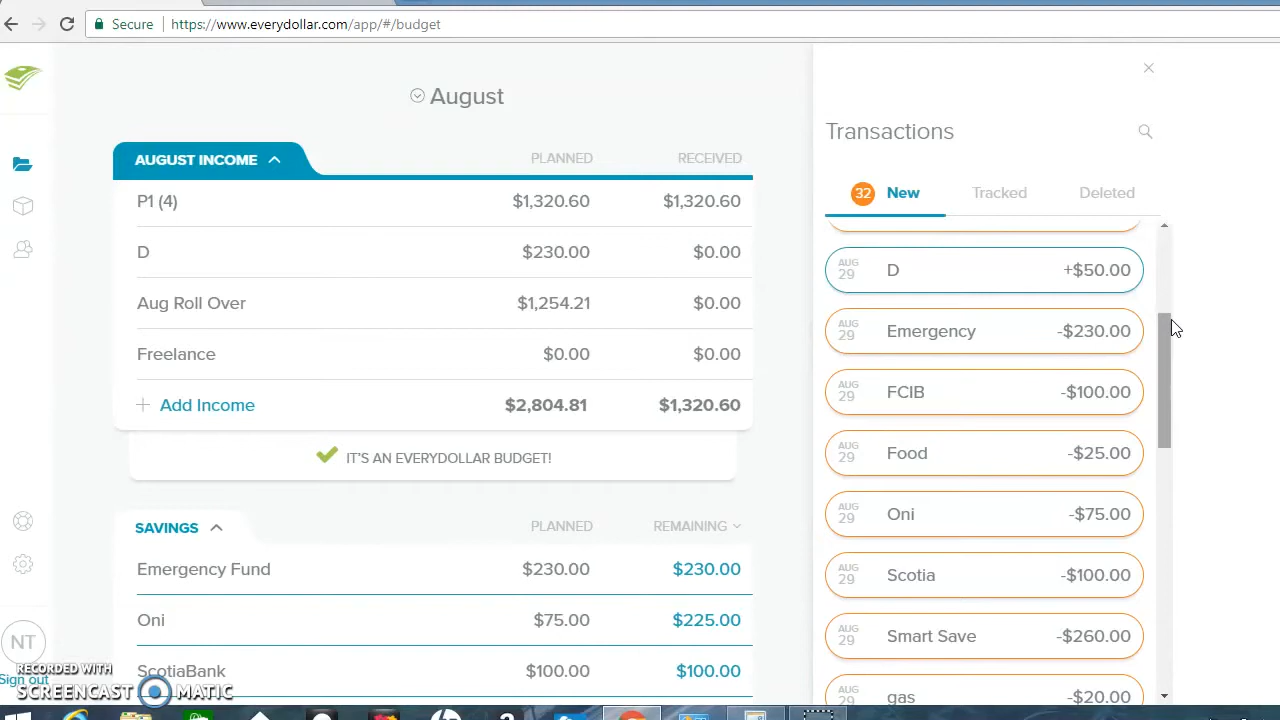 Secure https://www.everydollar.com/app/#/budget
August
AUGUST INCOME PLANNED RECEIVED
P1 (4) $1,320.60 $1,320.60
D $230.00 $0.00
Aug Roll Over $1,254.21 $0.00
Freelance $0.00 $0.00
Add Income $2,804.81 $1,320.60
IT'S AN EVERYDOLLAR BUDGET!
SAVINGS PLANNED REMAINING
Emergency Fund $230.00 $230.00
Oni $75.00 $225.00
ScotiaBank $100.00 $100.00
Transactions
32 New Tracked Deleted
AUG 29 D +$50.00
AUG 29 Emergency -$230.00
AUG 29 FCIB -$100.00
AUG 29 Food -$25.00
AUG 29 Oni -$75.00
AUG 29 Scotia -$100.00
AUG 29 Smart Save -$260.00
AUG 29 gas -$20.00
NT
Sign out
RECORDED WITH
SCREENCAST MATIC